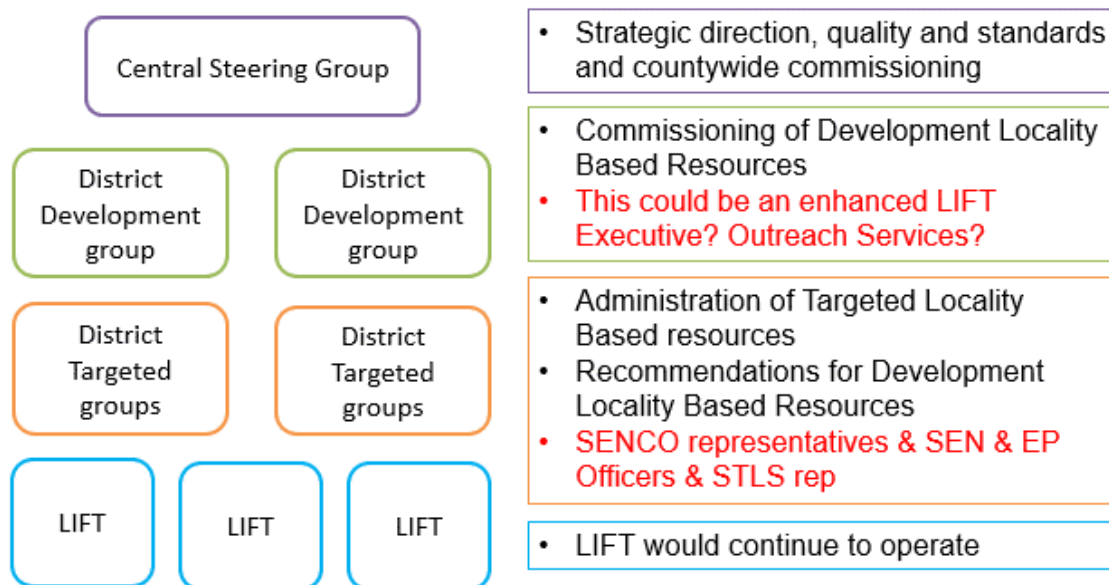 Central Steering Group
• Strategic direction, quality and standards
and countywide commissioning
District
Development
group
District
Development
group
• Commissioning of Development Locality
Based Resources
• This could be an enhanced LIFT
Executive? Outreach Services?
District
Targeted
groups
District
Targeted
groups
• Administration of Targeted Locality
Based resources
• Recommendations for Development
Locality Based Resources
• SENCO representatives & SEN & EP
Officers & STLS rep
LIFT
LIFT
LIFT
• LIFT would continue to operate